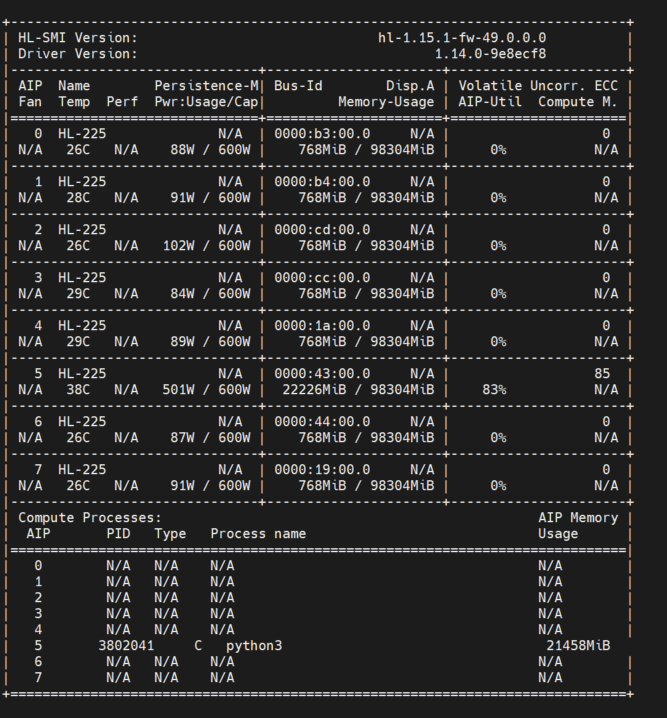 +-----------------------------------------------------------------------------+
| HL-SMI Version:                              hl-1.15.1-fw-49.0.0.0          |
| Driver Version:                                     1.14.0-9e8ecf8          |
|-------------------------------+----------------------+----------------------+
| AIP  Name        Persistence-M| Bus-Id        Disp.A | Volatile Uncorr. ECC |
| Fan  Temp  Perf  Pwr:Usage/Cap|         Memory-Usage | AIP-Util  Compute M. |
|===============================+======================+======================|
|   0  HL-225              N/A  | 0000:b3:00.0     N/A |                   0  |
| N/A   26C   N/A    88W / 600W |    768MiB / 98304MiB |     0%           N/A |
|-------------------------------+----------------------+----------------------+
|   1  HL-225              N/A  | 0000:b4:00.0     N/A |                   0  |
| N/A   28C   N/A    91W / 600W |    768MiB / 98304MiB |     0%           N/A |
|-------------------------------+----------------------+----------------------+
|   2  HL-225              N/A  | 0000:cd:00.0     N/A |                   0  |
| N/A   26C   N/A   102W / 600W |    768MiB / 98304MiB |     0%           N/A |
|-------------------------------+----------------------+----------------------+
|   3  HL-225              N/A  | 0000:cc:00.0     N/A |                   0  |
| N/A   29C   N/A    84W / 600W |    768MiB / 98304MiB |     0%           N/A |
|-------------------------------+----------------------+----------------------+
|   4  HL-225              N/A  | 0000:1a:00.0     N/A |                   0  |
| N/A   29C   N/A    89W / 600W |    768MiB / 98304MiB |     0%           N/A |
|-------------------------------+----------------------+----------------------+
|   5  HL-225              N/A  | 0000:43:00.0     N/A |                  85  |
| N/A   38C   N/A   501W / 600W |  22226MiB / 98304MiB |    83%           N/A |
|-------------------------------+----------------------+----------------------+
|   6  HL-225              N/A  | 0000:44:00.0     N/A |                   0  |
| N/A   26C   N/A    87W / 600W |    768MiB / 98304MiB |     0%           N/A |
|-------------------------------+----------------------+----------------------+
|   7  HL-225              N/A  | 0000:19:00.0     N/A |                   0  |
| N/A   26C   N/A    91W / 600W |    768MiB / 98304MiB |     0%           N/A |
|-------------------------------+----------------------+----------------------+
| Compute Processes:                                               AIP Memory |
|  AIP       PID   Type   Process name                             Usage      |
|=============================================================================|
|   0        N/A   N/A    N/A                                      N/A        |
|   1        N/A   N/A    N/A                                      N/A        |
|   2        N/A   N/A    N/A                                      N/A        |
|   3        N/A   N/A    N/A                                      N/A        |
|   4        N/A   N/A    N/A                                      N/A        |
|   5       3802041     C   python3                                 21458MiB
|   6        N/A   N/A    N/A                                      N/A        |
|   7        N/A   N/A    N/A                                      N/A        |
+=============================================================================+